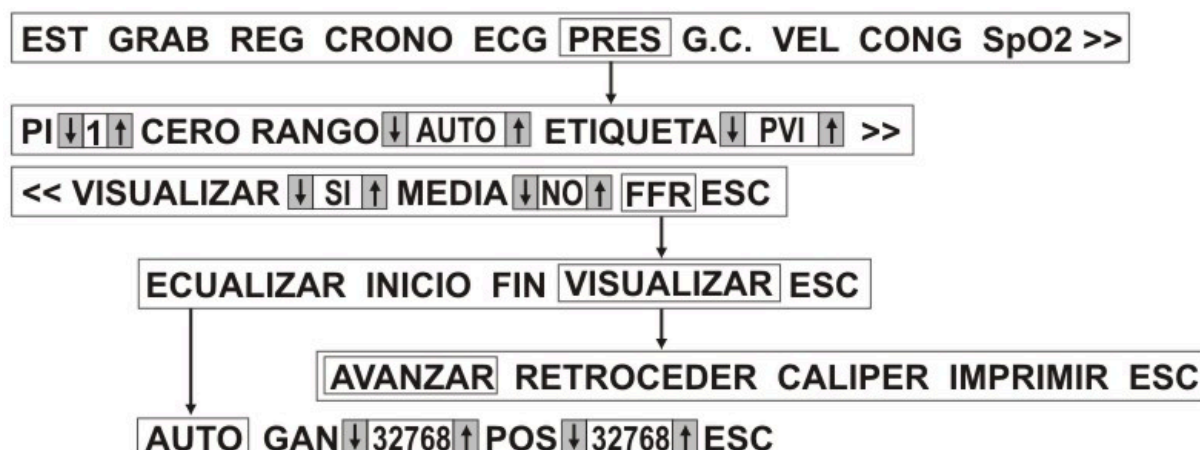 EST GRAB REG CRONO ECG PRES G.C. VEL CONG SpO2 >>
PI ↓ 1 ↑ CERO RANGO ↓ AUTO ↑ ETIQUETA ↓ PVI ↑ >>
<< VISUALIZAR ↓ SI ↑ MEDIA ↓ NO ↑ FFR ESC
ECUALIZAR INICIO FIN VISUALIZAR ESC
AVANZAR RETROCEDER CALIPER IMPRIMIR ESC
AUTO GAN ↓ 32768 ↑ POS ↓ 32768 ↑ ESC